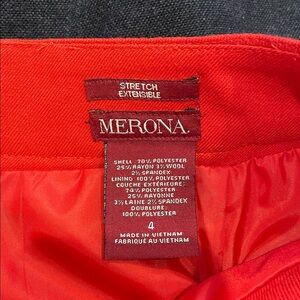 STRETCH
EXTENSIBLE
MERONA
SHELL 70% POLYESTER
25% RAYON 3% WOOL
2% SPANDEX
LINING 100% POLYESTER
COUCHE EXTÉRIEURE:
70% POLYESTER
25% RAYONNE
3% LAINE 2% SPANDEX
DOUBLURE:
100% POLYESTER
4
MADE IN VIETNAM
FABRIQUÉ AU VIETNAM